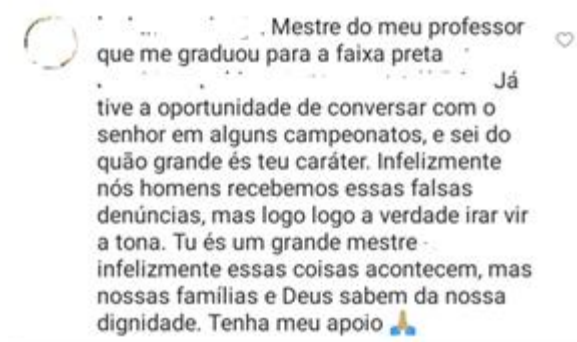 . Mestre do meu professor
que me graduou para a faixa preta
Já
tive a oportunidade de conversar com o
senhor em alguns campeonatos, e sei do
quão grande és teu caráter. Infelizmente
nós homens recebemos essas falsas
denúncias, mas logo logo a verdade irar vir
a tona. Tu és um grande mestre
infelizmente essas coisas acontecem, mas
nossas famílias e Deus sabem da nossa
dignidade. Tenha meu apoio 🙏🏽